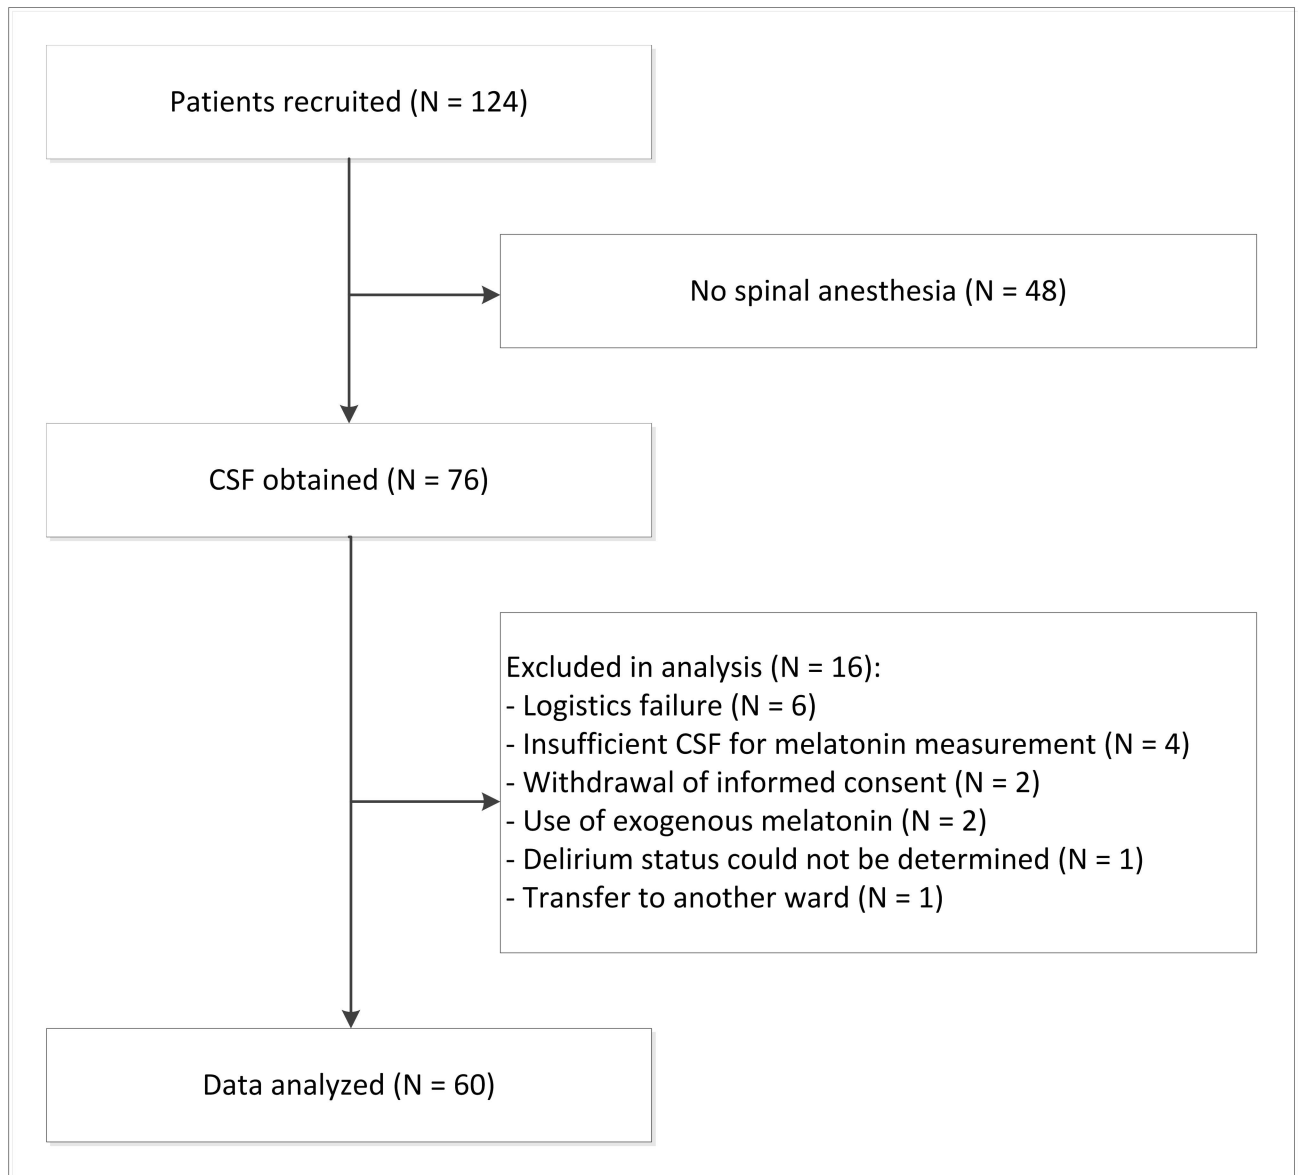 Patients recruited (N = 124)
No spinal anesthesia (N = 48)
CSF obtained (N = 76)
Excluded in analysis (N = 16):
- Logistics failure (N = 6)
- Insufficient CSF for melatonin measurement (N = 4)
- Withdrawal of informed consent (N = 2)
- Use of exogenous melatonin (N = 2)
- Delirium status could not be determined (N = 1)
- Transfer to another ward (N = 1)
Data analyzed (N = 60)